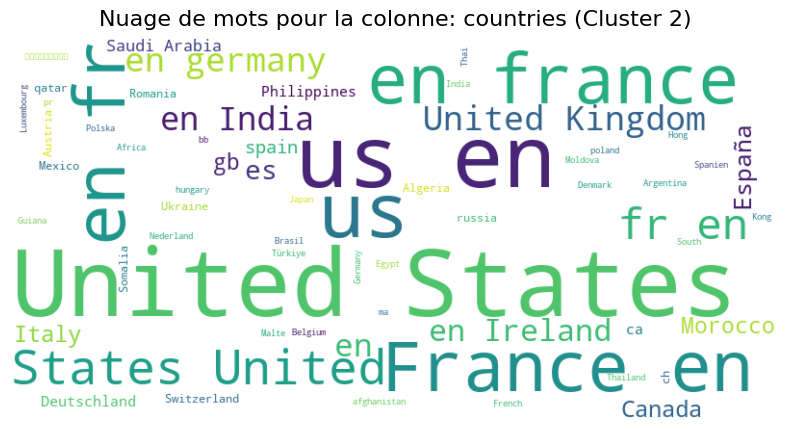 Nuage de mots pour la colonne: countries (Cluster 2)
Saudi Arabia
en germany
Thai
en france
India
qatar
Romania
Philippines
Luxembourg
pr
Austria
en fr
en India
United Kingdom
Polska
bb
Hong
Africa
spain
us en
Moldova
poland
Spanien
España
Mexico
gb
es
hungary
Algeria
Denmark
Argentina
Ukraine
Japan
us
russia
fr en
Kong
Guiana
Nederland
Brasil
South
Somalia
Türkiye
Germany
Egypt
United States
ma
Italy
Malte
Belgium
en
en Ireland
ca
Morocco
States United
France en
Thailand
ch
Deutschland
Switzerland
afghanistan
French
Canada